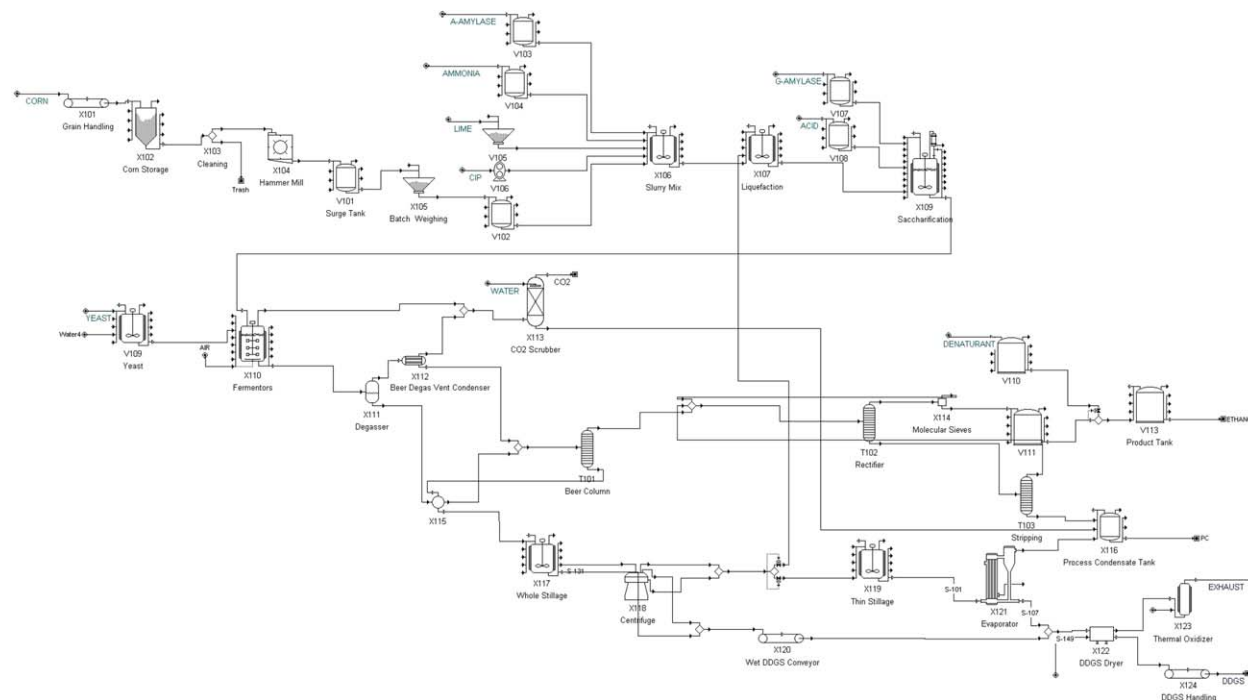 A-AMYLASE
V103
AMMONIA
V104
G-AMYLASE
V107
CORN
X101
Grain Handling
LIME
V105
ACID
V108
X102
Corn Storage
X103
Cleaning
X104
Hammer Mill
Trash
V101
Surge Tank
X105
Batch Weighing
CIP
V106
V102
X106
Slurry Mix
X107
Liquefaction
X109
Saccharification
WATER
CO2
X113
CO2 Scrubber
YEAST
Water4
V109
Yeast
AIR
X110
Fermentors
X112
Beer Degas Vent Condenser
X111
Degasser
DENATURANT
V110
X114
Molecular Sieves
V111
V113
Product Tank
ETHANO
T102
Rectifier
T101
Beer Column
X115
T103
Stripping
X116
Process Condensate Tank
PC
X117
Whole Stillage
S-131
X118
Centrifuge
X119
Thin Stillage
S-101
X121
Evaporator
S-107
X120
Wet DDGS Conveyor
S-149
X122
DDGS Dryer
EXHAUST
X123
Thermal Oxidizer
X124
DDGS Handling
DDGS